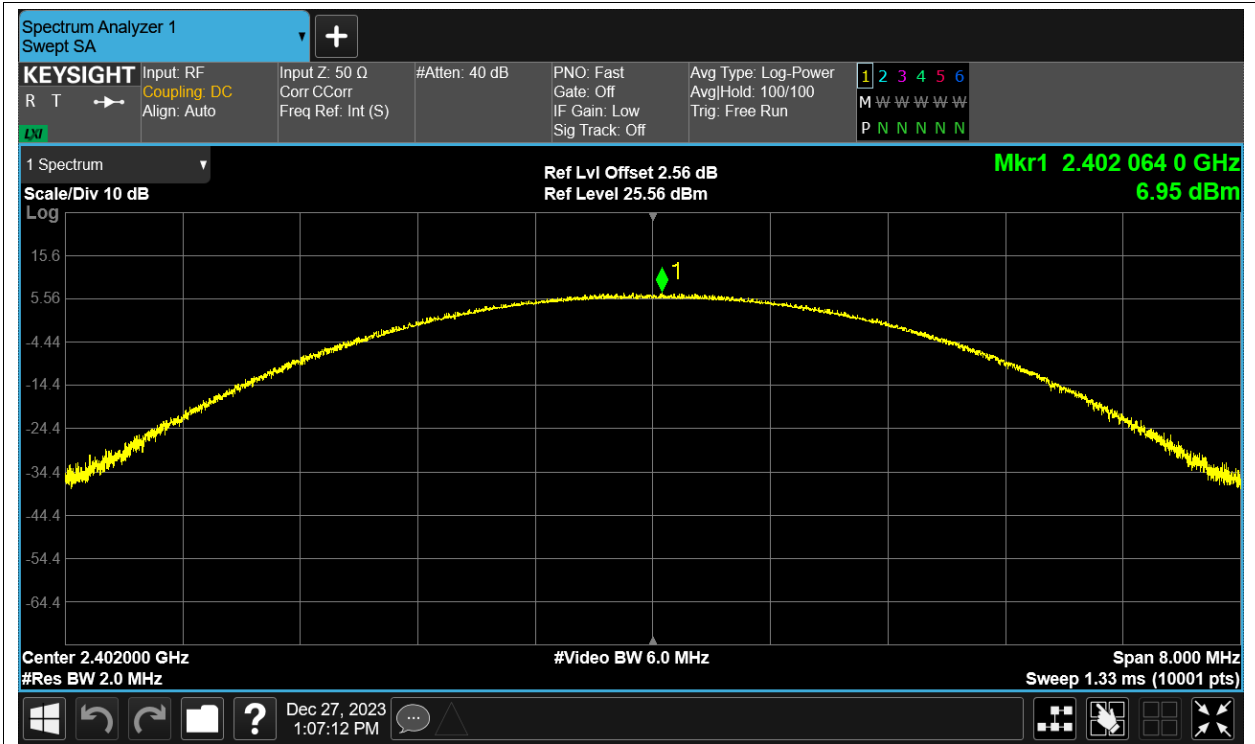 Spectrum Analyzer 1
Swept SA
KEYSIGHT
R T
LXI
Input: RF
Coupling: DC
Align: Auto
Input Z: 50 Ω
Corr CCorr
Freq Ref: Int (S)
#Atten: 40 dB
PNO: Fast
Gate: Off
IF Gain: Low
Sig Track: Off
Avg Type: Log-Power
Avg|Hold: 100/100
Trig: Free Run
1 2 3 4 5 6
M W W W W W
P N N N N N
1 Spectrum
Scale/Div 10 dB
Log
Ref Lvl Offset 2.56 dB
Ref Level 25.56 dBm
Mkr1 2.402 064 0 GHz
6.95 dBm
15.6
5.56
-4.44
-14.4
-24.4
-34.4
-44.4
-54.4
-64.4
1
Center 2.402000 GHz
#Res BW 2.0 MHz
#Video BW 6.0 MHz
Span 8.000 MHz
Sweep 1.33 ms (10001 pts)
?
Dec 27, 2023
1:07:12 PM